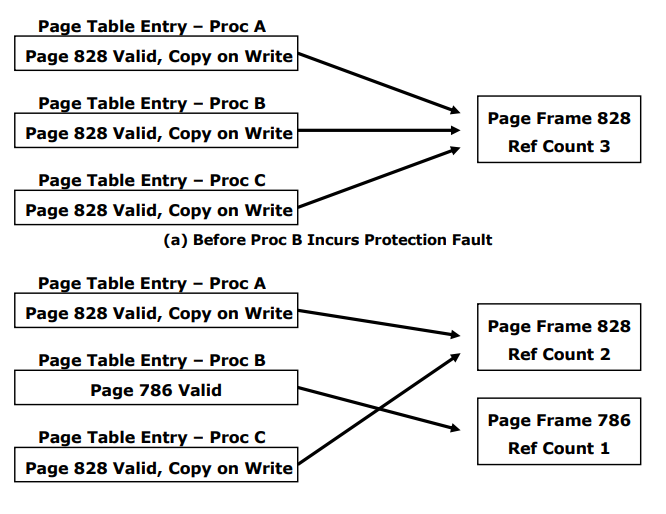 Page Table Entry – Proc A
Page 828 Valid, Copy on Write
Page Table Entry – Proc B
Page 828 Valid, Copy on Write
Page Table Entry – Proc C
Page 828 Valid, Copy on Write
Page Frame 828
Ref Count 3
(a) Before Proc B Incurs Protection Fault
Page Table Entry – Proc A
Page 828 Valid, Copy on Write
Page Table Entry – Proc B
Page 786 Valid
Page Table Entry – Proc C
Page 828 Valid, Copy on Write
Page Frame 828
Ref Count 2
Page Frame 786
Ref Count 1